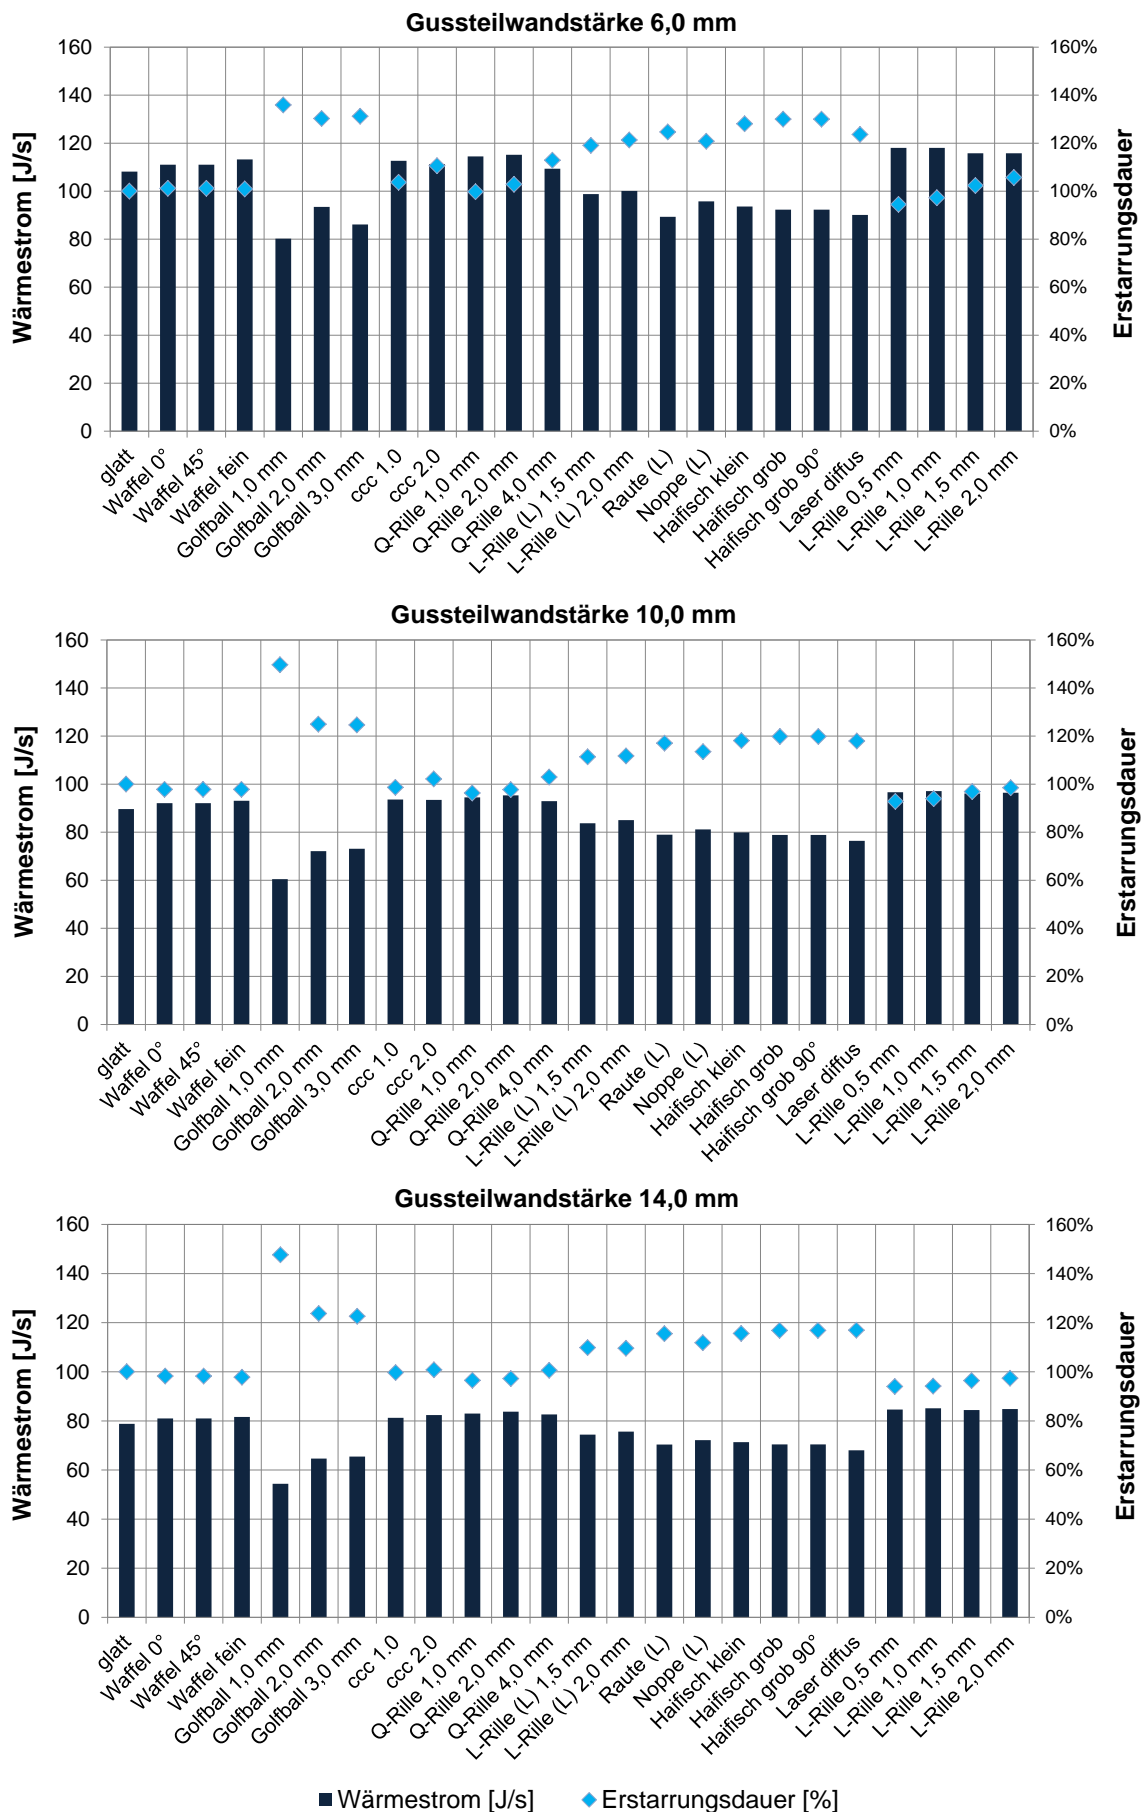 Gussteilwandstärke 6,0 mm
160 160%
140 140%
120 120%
100 100%
80 80%
60 60%
40 40%
20 20%
0 0%
Wärmestrom [J/s]
Erstarrungsdauer
glatt
Waffel 0°
Waffel 45°
Waffel fein
Golfball 1,0 mm
Golfball 2,0 mm
Golfball 3,0 mm
ccc 1.0
ccc 2.0
Q-Rille 1,0 mm
Q-Rille 2,0 mm
Q-Rille 4,0 mm
L-Rille (L) 1,5 mm
L-Rille (L) 2,0 mm
Raute (L)
Noppe (L)
Haifisch klein
Haifisch grob
Haifisch grob 90°
Laser diffus
L-Rille 0,5 mm
L-Rille 1,0 mm
L-Rille 1,5 mm
L-Rille 2,0 mm
Gussteilwandstärke 10,0 mm
160 160%
140 140%
120 120%
100 100%
80 80%
60 60%
40 40%
20 20%
0 0%
Wärmestrom [J/s]
Erstarrungsdauer
glatt
Waffel 0°
Waffel 45°
Waffel fein
Golfball 1,0 mm
Golfball 2,0 mm
Golfball 3,0 mm
ccc 1.0
ccc 2.0
Q-Rille 1,0 mm
Q-Rille 2,0 mm
Q-Rille 4,0 mm
L-Rille (L) 1,5 mm
L-Rille (L) 2,0 mm
Raute (L)
Noppe (L)
Haifisch klein
Haifisch grob
Haifisch grob 90°
Laser diffus
L-Rille 0,5 mm
L-Rille 1,0 mm
L-Rille 1,5 mm
L-Rille 2,0 mm
Gussteilwandstärke 14,0 mm
160 160%
140 140%
120 120%
100 100%
80 80%
60 60%
40 40%
20 20%
0 0%
Wärmestrom [J/s]
Erstarrungsdauer
glatt
Waffel 0°
Waffel 45°
Waffel fein
Golfball 1,0 mm
Golfball 2,0 mm
Golfball 3,0 mm
ccc 1.0
ccc 2.0
Q-Rille 1,0 mm
Q-Rille 2,0 mm
Q-Rille 4,0 mm
L-Rille (L) 1,5 mm
L-Rille (L) 2,0 mm
Raute (L)
Noppe (L)
Haifisch klein
Haifisch grob
Haifisch grob 90°
Laser diffus
L-Rille 0,5 mm
L-Rille 1,0 mm
L-Rille 1,5 mm
L-Rille 2,0 mm
Wärmestrom [J/s] Erstarrungsdauer [%]